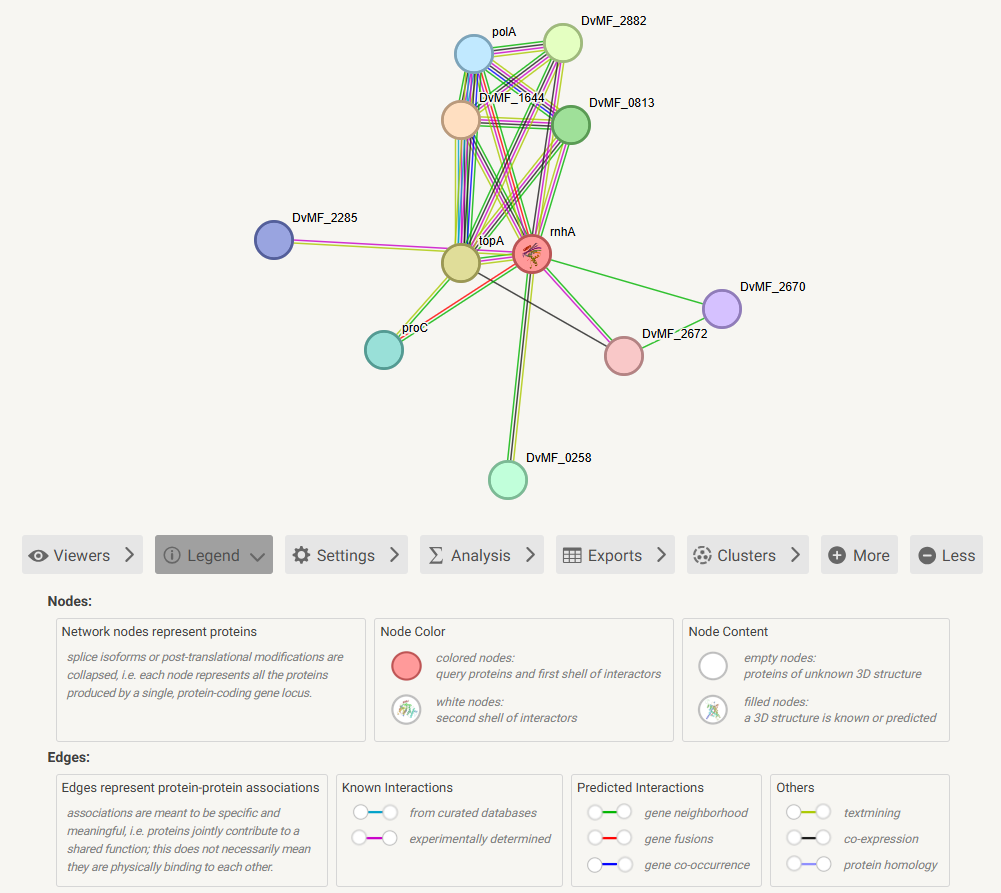 DvMF_2882
polA
DvMF_1644
DvMF_0813
DvMF_2285
topA
rnhA
DvMF_2670
proC
DvMF_2672
DvMF_0258
Viewers
Legend
Settings
Analysis
Exports
Clusters
More
Less
Nodes:
Network nodes represent proteins
splice isoforms or post-translational modifications are
collapsed, i.e. each node represents all the proteins
produced by a single, protein-coding gene locus.
Node Color
colored nodes:
query proteins and first shell of interactors
white nodes:
second shell of interactors
Node Content
empty nodes:
proteins of unknown 3D structure
filled nodes:
a 3D structure is known or predicted
Edges:
Edges represent protein-protein associations
associations are meant to be specific and
meaningful, i.e. proteins jointly contribute to a
shared function; this does not necessarily mean
they are physically binding to each other.
Known Interactions
from curated databases
experimentally determined
Predicted Interactions
gene neighborhood
gene fusions
gene co-occurrence
Others
textmining
co-expression
protein homology